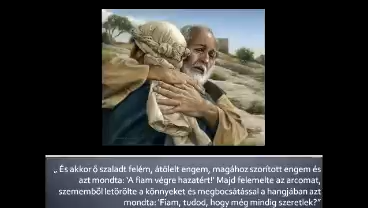 „ És akkor ő szaladt felém, átölelt engem, magához szorított engem és
azt mondta: 'A fiam végre hazatért!' Majd felemelte az arcomat,
szememből letörölte a könnyeket és megbocsátással a hangjában azt
mondta: 'Fiam, tudod, hogy még mindig szeretlek?"